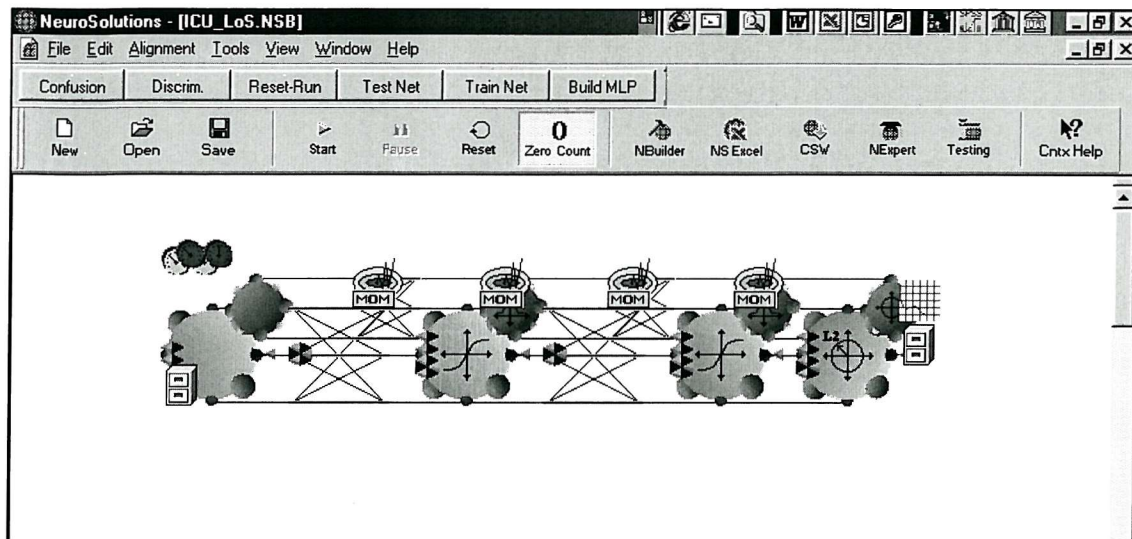 NeuroSolutions - [ICU_LoS.NSB]
File Edit Alignment Tools View Window Help
Confusion Discrim. Reset-Run Test Net Train Net Build MLP
0
New Open Save Start Pause Reset Zero Count NBuilder NS Excel CSW NExpert Testing Cntx Help
MOM MOM MOM MOM
L2